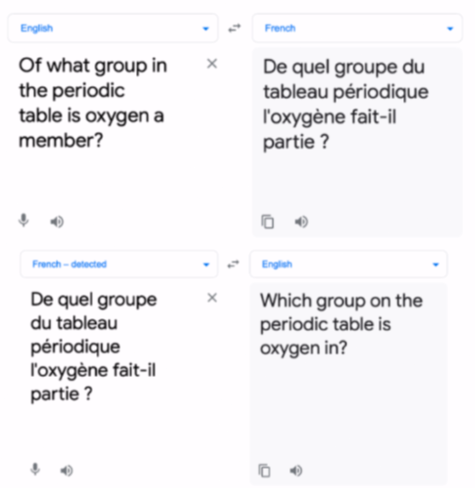 English
French
Of what group in
the periodic
table is oxygen a
member?
De quel groupe du
tableau périodique
l'oxygène fait-il
partie ?
French – detected
English
De quel groupe
du tableau
périodique
l'oxygène fait-il
partie ?
Which group on the
periodic table is
oxygen in?